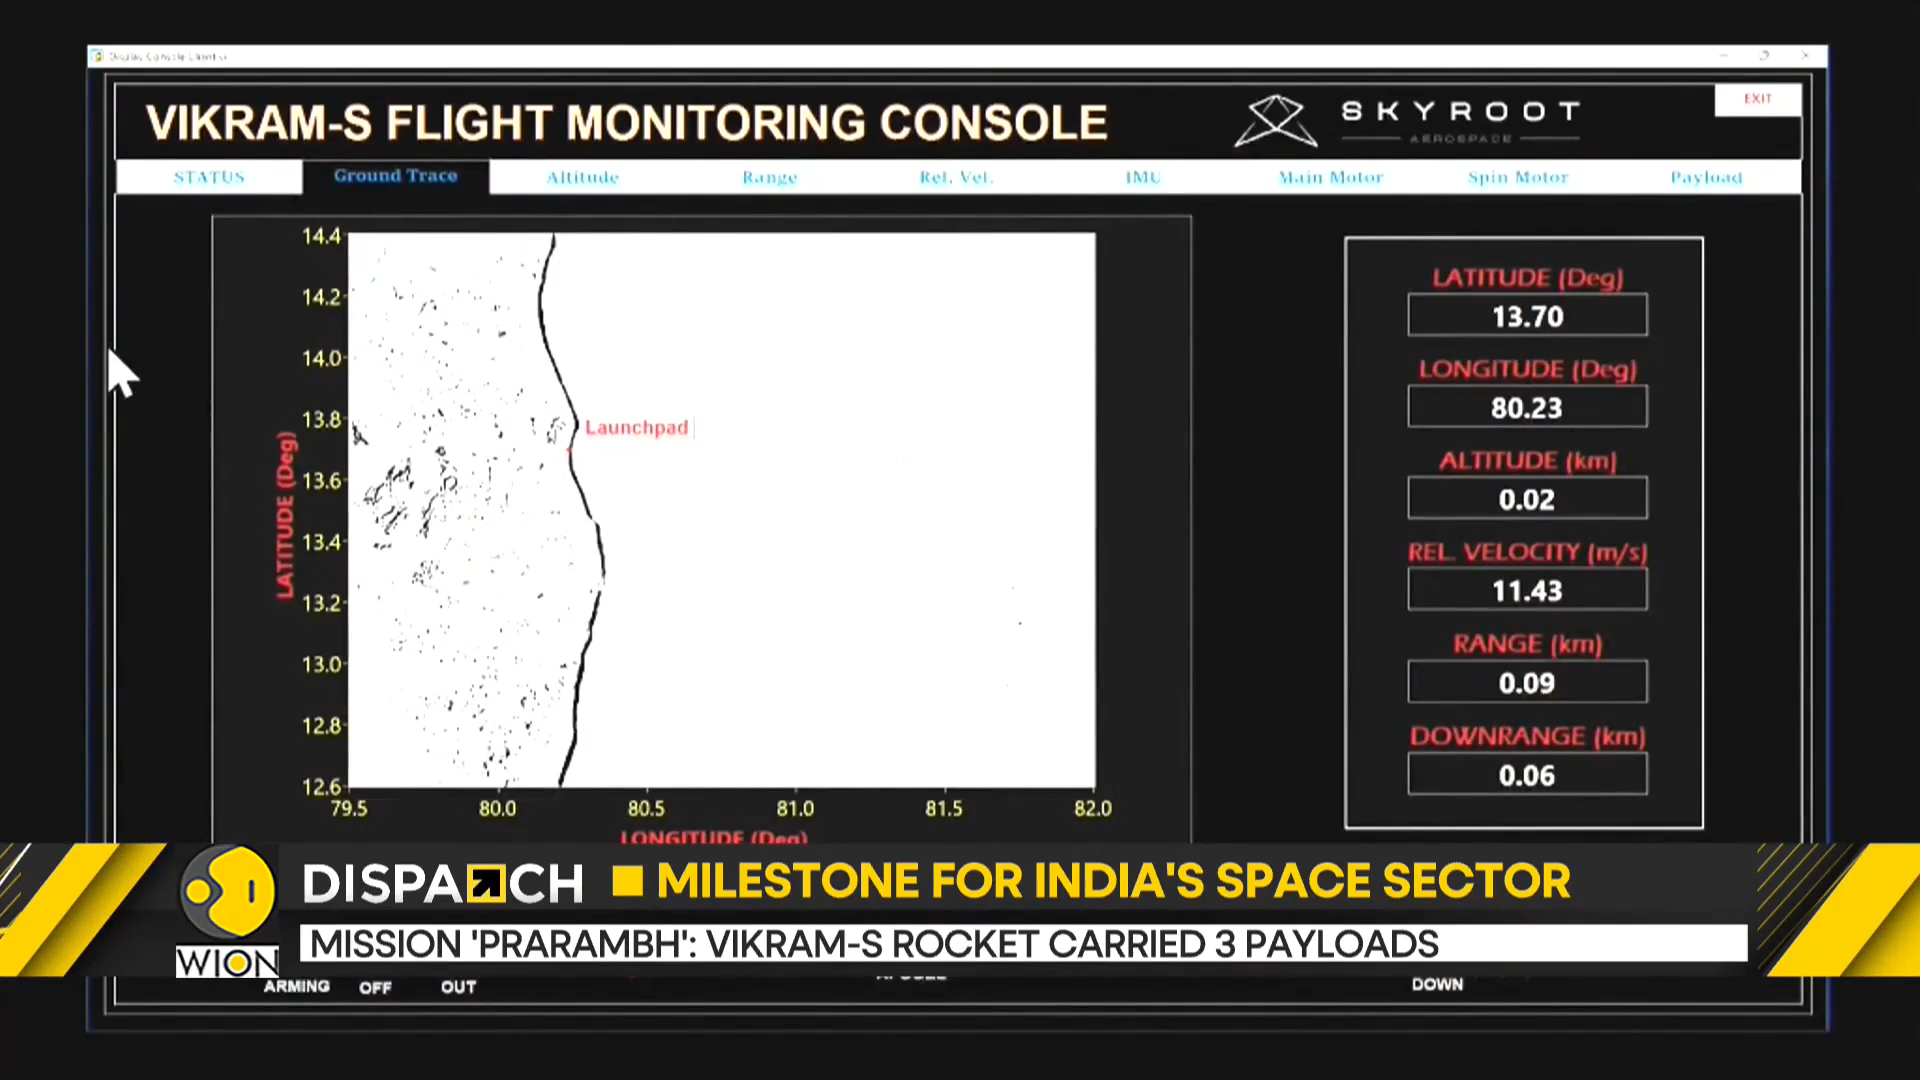 VIKRAM-S FLIGHT MONITORING CONSOLE
SKYROOT
AEROSPACE
EXIT
STATUS Ground Trace Altitude Range Rel. Vel. IMU Main Motor Spin Motor Payload
14.4
14.2
14.0
13.8
13.6
13.4
13.2
13.0
12.8
12.6
LATITUDE (Deg)
Launchpad
79.5 80.0 80.5 81.0 81.5 82.0
LONGITUDE (Deg)
LATITUDE (Deg)
13.70
LONGITUDE (Deg)
80.23
ALTITUDE (km)
0.02
REL. VELOCITY (m/s)
11.43
RANGE (km)
0.09
DOWNRANGE (km)
0.06
DISPATCH
MILESTONE FOR INDIA'S SPACE SECTOR
MISSION 'PRARAMBH': VIKRAM-S ROCKET CARRIED 3 PAYLOADS
WION
ARMING OFF OUT DOWN